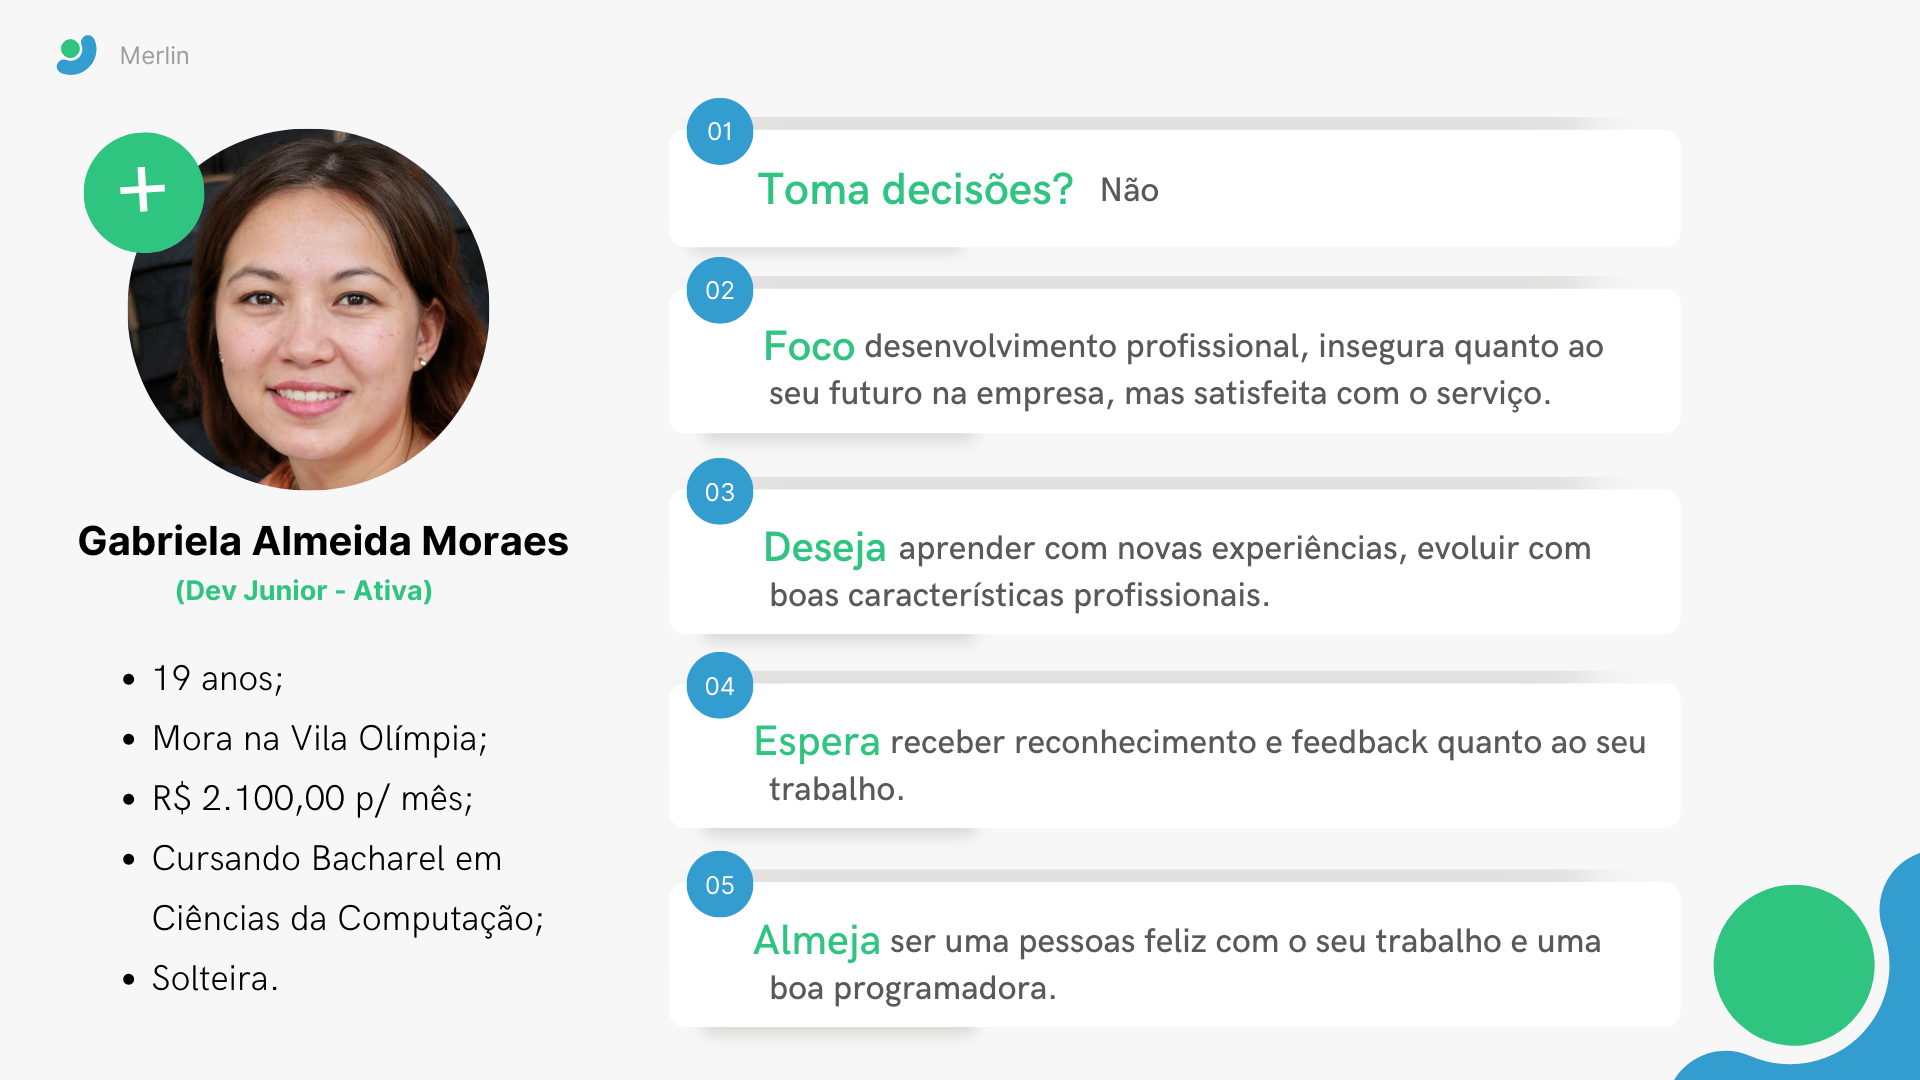 Merlin
+
Gabriela Almeida Moraes
(Dev Junior - Ativa)
• 19 anos;
• Mora na Vila Olímpia;
• R$ 2.100,00 p/ mês;
• Cursando Bacharel em
Ciências da Computação;
• Solteira.
01
Toma decisões? Não
02
Foco desenvolvimento profissional, insegura quanto ao
seu futuro na empresa, mas satisfeita com o serviço.
03
Deseja aprender com novas experiências, evoluir com
boas características profissionais.
04
Espera receber reconhecimento e feedback quanto ao seu
trabalho.
05
Almeja ser uma pessoas feliz com o seu trabalho e uma
boa programadora.